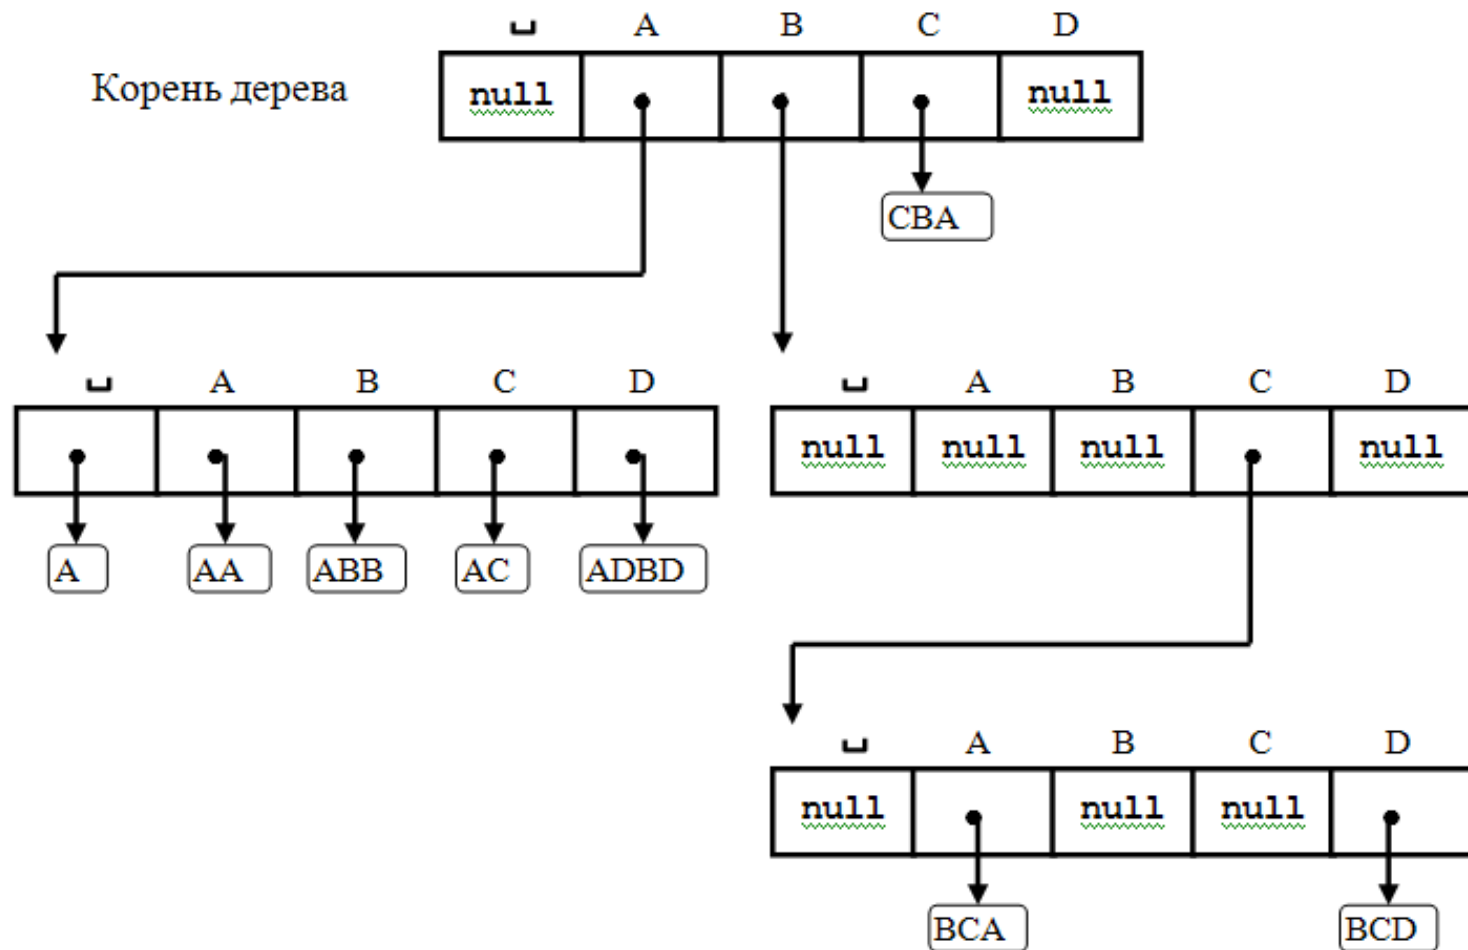 ␣ A B C D
Корень дерева null null
CBA
␣ A B C D ␣ A B C D
null null null null
A AA ABB AC ADBD
␣ A B C D
null null null
BCA BCD